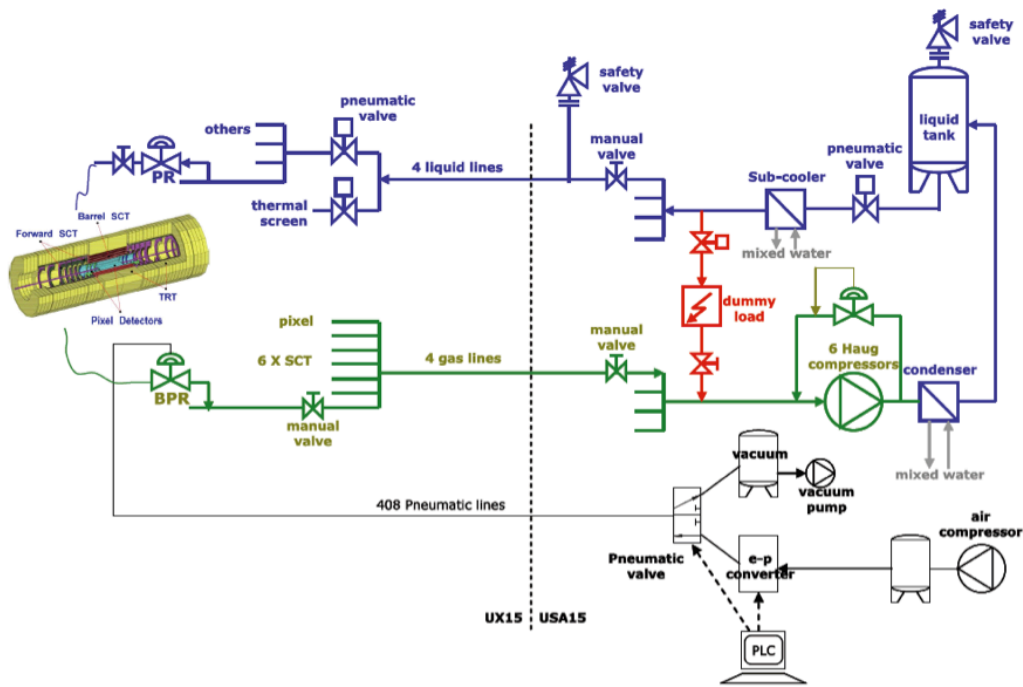 safety
valve
safety
valve
pneumatic
valve
others
PR
4 liquid lines
manual
valve
liquid
tank
pneumatic
valve
Sub-cooler
mixed water
thermal
screen
Barrel SCT
Forward SCT
TRT
Pixel Detectors
dummy
load
pixel
6 X SCT
4 gas lines
manual
valve
6 Haug
compressors
condenser
BPR
manual
valve
mixed water
vacuum
vacuum
pump
408 Pneumatic lines
air
compressor
Pneumatic
valve
e-p
converter
UX15
USA15
PLC